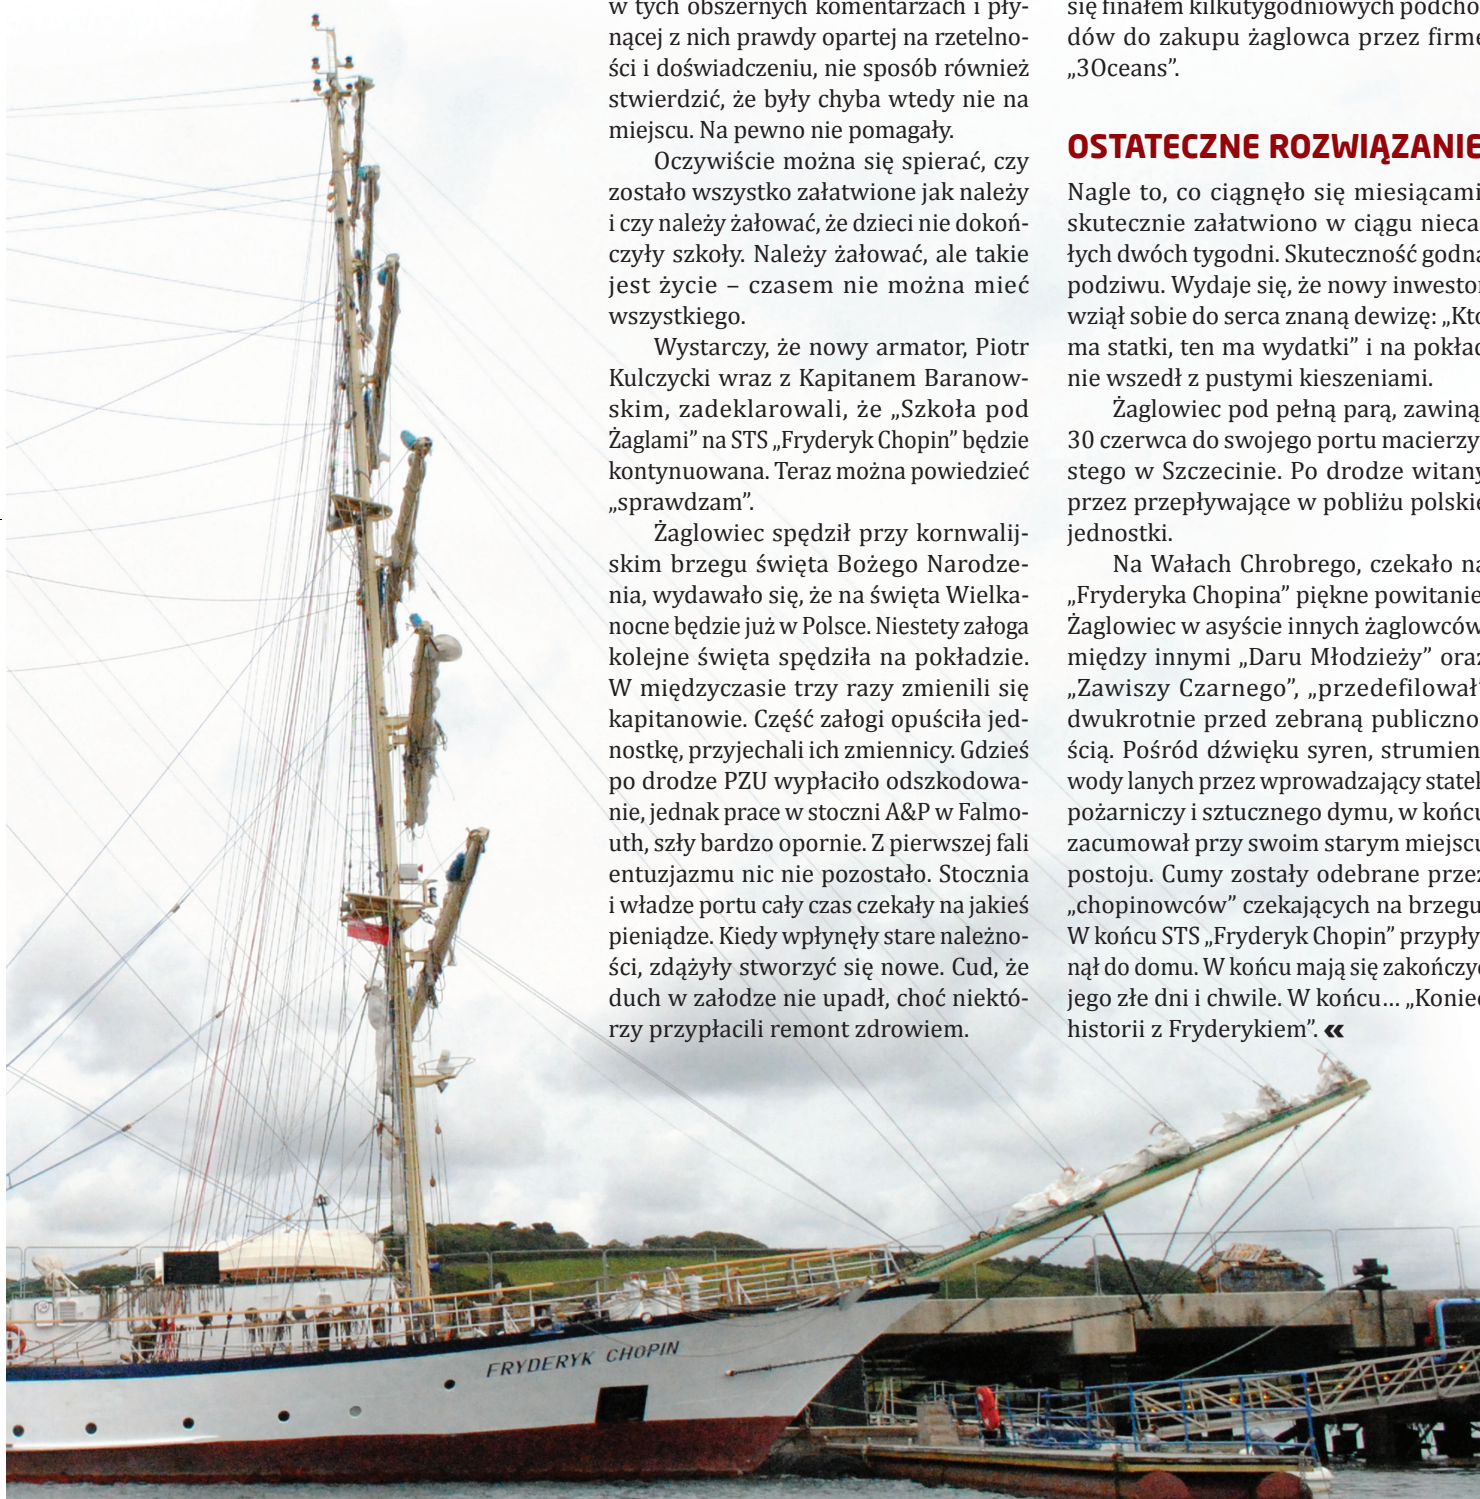 w tych obszernych komentarzach i pły-
nącej z nich prawdy opartej na rzetelno-
ści i doświadczeniu, nie sposób również
stwierdzić, że były chyba wtedy nie na
miejscu. Na pewno nie pomagały.
Oczywiście można się spierać, czy
zostało wszystko załatwione jak należy
i czy należy żałować, że dzieci nie dokoń-
czyły szkoły. Należy żałować, ale takie
jest życie – czasem nie można mieć
wszystkiego.
Wystarczy, że nowy armator, Piotr
Kulczycki wraz z Kapitanem Baranow-
skim, zadeklarowali, że „Szkoła pod
Żaglami” na STS „Fryderyk Chopin” będzie
kontynuowana. Teraz można powiedzieć
„sprawdzam”.
Żaglowiec spędził przy kornwalij-
skim brzegu święta Bożego Narodze-
nia, wydawało się, że na święta Wielka-
nocne będzie już w Polsce. Niestety załoga
kolejne święta spędziła na pokładzie.
W międzyczasie trzy razy zmienili się
kapitanowie. Część załogi opuściła jed-
nostkę, przyjechali ich zmiennicy. Gdzieś
po drodze PZU wypłaciło odszkodowa-
nie, jednak prace w stoczni A&P w Falmo-
uth, szły bardzo opornie. Z pierwszej fali
entuzjazmu nic nie pozostało. Stocznia
i władze portu cały czas czekały na jakieś
pieniądze. Kiedy wpłynęły stare należno-
ści, zdążyły stworzyć się nowe. Cud, że
duch w załodze nie upadł, choć niektó-
rzy przypłacili remont zdrowiem.
się finałem kilkutygodniowych podcho
dów do zakupu żaglowca przez firmę
„3Oceans”.
OSTATECZNE ROZWIĄZANIE
Nagle to, co ciągnęło się miesiącami
skutecznie załatwiono w ciągu nieca
łych dwóch tygodni. Skuteczność godna
podziwu. Wydaje się, że nowy inwestor
wziął sobie do serca znaną dewizę: „Kto
ma statki, ten ma wydatki” i na pokład
nie wszedł z pustymi kieszeniami.
Żaglowiec pod pełną parą, zawinął
30 czerwca do swojego portu macierzy
stego w Szczecinie. Po drodze witany
przez przepływające w pobliżu polskie
jednostki.
Na Wałach Chrobrego, czekało na
„Fryderyka Chopina” piękne powitanie
Żaglowiec w asyście innych żaglowców
między innymi „Daru Młodzieży” oraz
„Zawiszy Czarnego”, „przedefilował”
dwukrotnie przed zebraną publiczno
ścią. Pośród dźwięku syren, strumieni
wody lanych przez wprowadzający statek
pożarniczy i sztucznego dymu, w końcu
zacumował przy swoim starym miejscu
postoju. Cumy zostały odebrane przez
„chopinowców” czekających na brzegu
W końcu STS „Fryderyk Chopin” przypły
nął do domu. W końcu mają się zakończyć
jego złe dni i chwile. W końcu… „Koniec
historii z Fryderykiem”. «
FRYDERYK CHOPIN